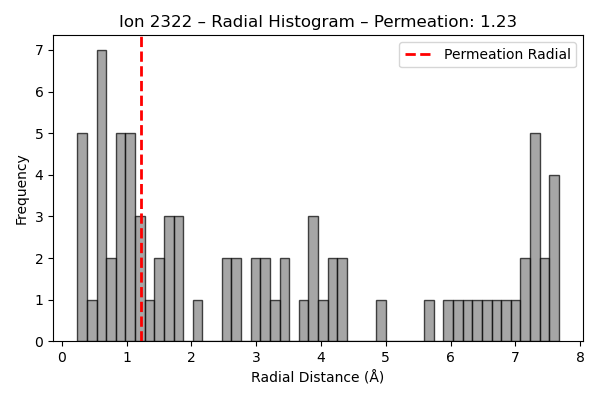 Ion 2322 – Radial Histogram – Permeation: 1.23
Permeation Radial
Frequency
7
6
5
4
3
2
1
0
0 1 2 3 4 5 6 7 8
Radial Distance (Å)